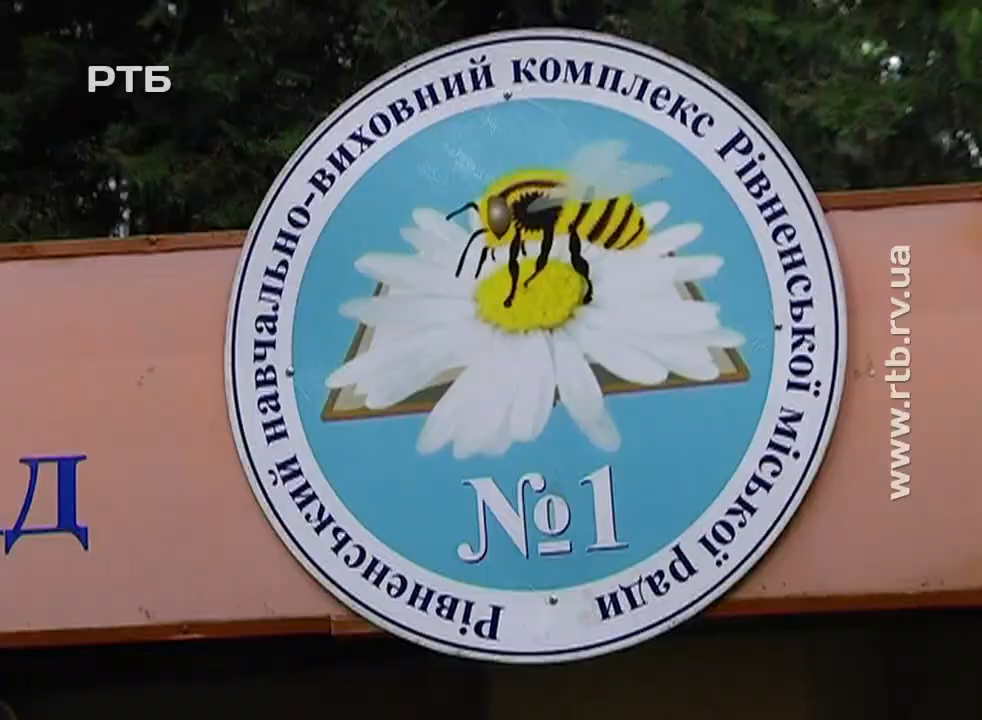 РТБ
Рівненський навчально-виховний комплекс Рівненської міської ради
№1
www.rtb.rv.ua
Д